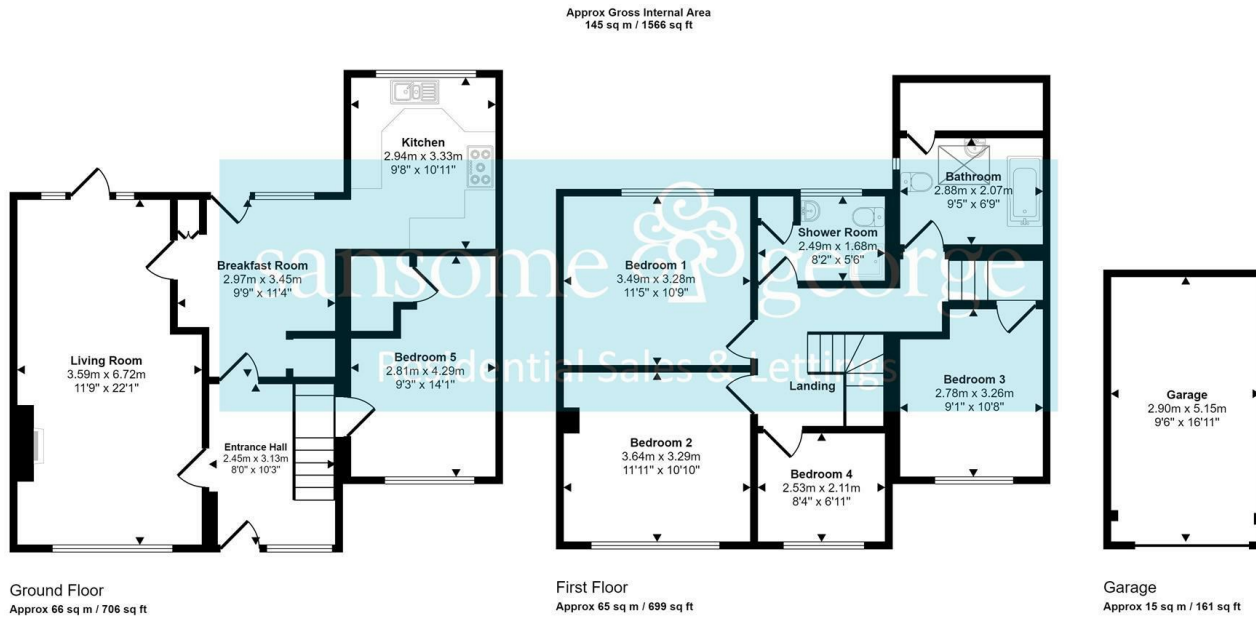 Approx Gross Internal Area
145 sq m / 1566 sq ft
Kitchen
2.94m x 3.33m
9'8" x 10'11"
Breakfast Room
2.97m x 3.45m
9'9" x 11'4"
Living Room
3.59m x 6.72m
11'9" x 22'1"
Bedroom 5
2.81m x 4.29m
9'3" x 14'1"
Entrance Hall
2.45m x 3.13m
8'0" x 10'3"
Ground Floor
Approx 66 sq m / 706 sq ft
Bathroom
2.88m x 2.07m
9'5" x 6'9"
Shower Room
2.49m x 1.68m
8'2" x 5'6"
Bedroom 1
3.49m x 3.28m
11'5" x 10'9"
Landing
Bedroom 3
2.78m x 3.26m
9'1" x 10'8"
Bedroom 2
3.64m x 3.29m
11'11" x 10'10"
Bedroom 4
2.53m x 2.11m
8'4" x 6'11"
First Floor
Approx 65 sq m / 699 sq ft
Garage
2.90m x 5.15m
9'6" x 16'11"
Garage
Approx 15 sq m / 161 sq ft
sansome george
Residential Sales & Lettings